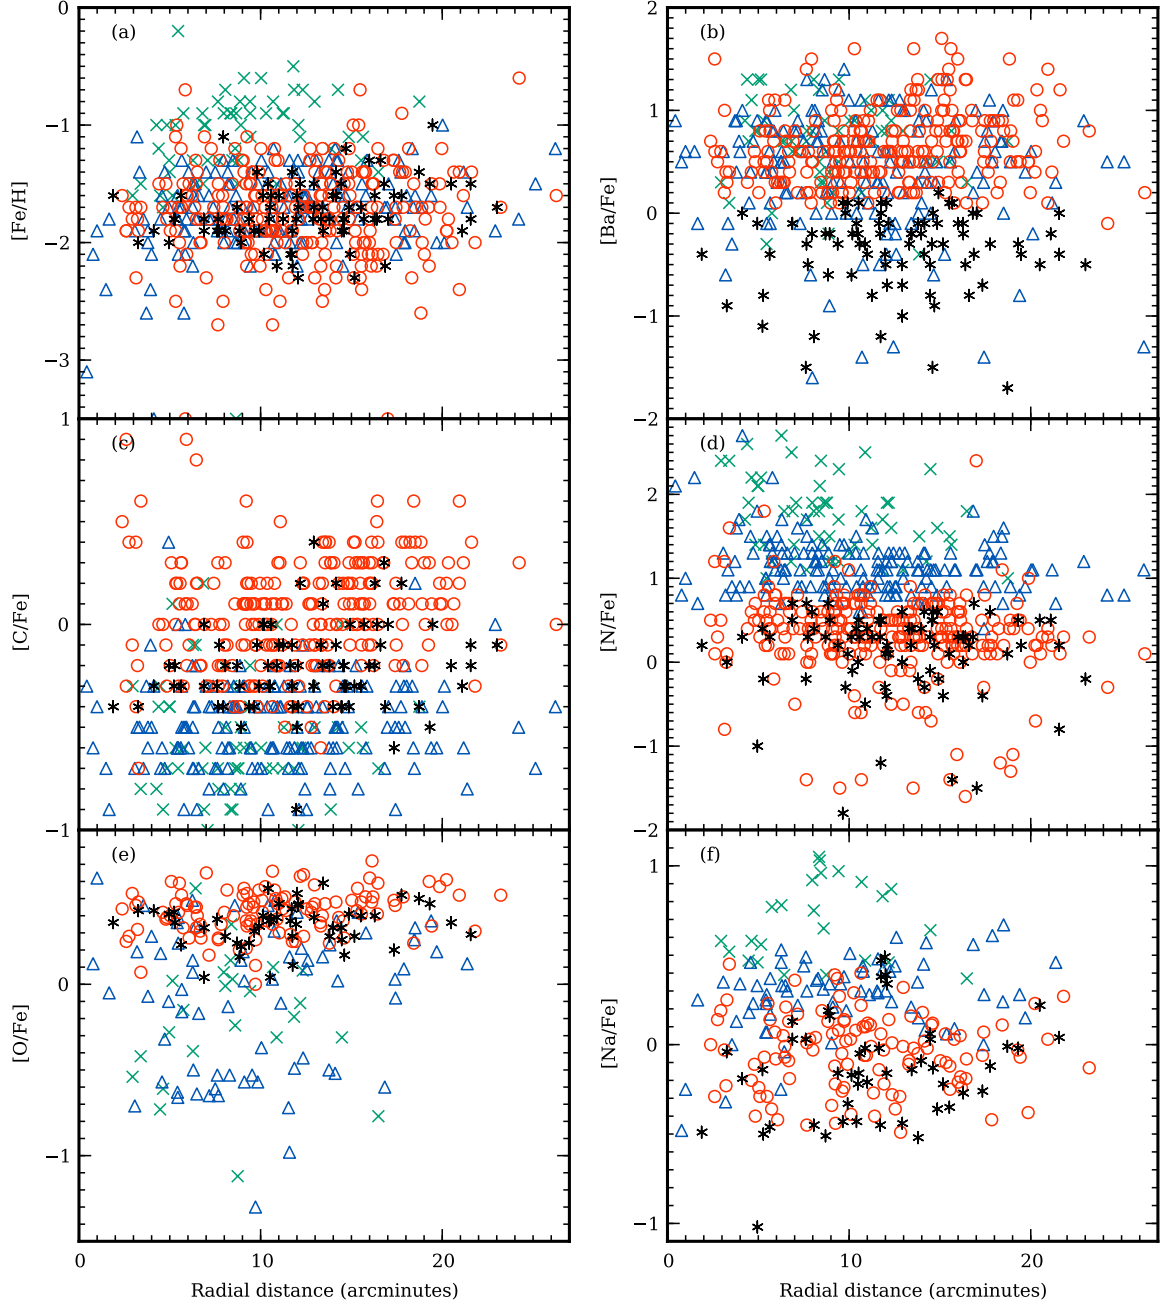 0
(a)
−1
[Fe/H]
−2
−3
2
(b)
1
[Ba/Fe]
0
−1
−2
1
(c)
[C/Fe]
0
−1
(d)
2
1
[N/Fe]
0
−1
−2
(e)
[O/Fe]
0
−1
0
10
20
Radial distance (arcminutes)
(f)
1
[Na/Fe]
0
−1
0
10
20
Radial distance (arcminutes)